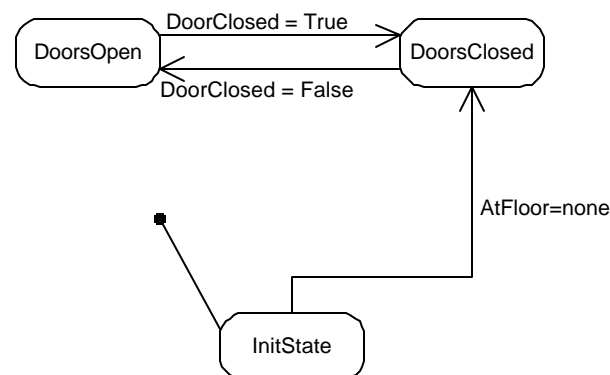 DoorClosed = True
DoorsOpen
DoorsClosed
DoorClosed = False
AtFloor=none
InitState